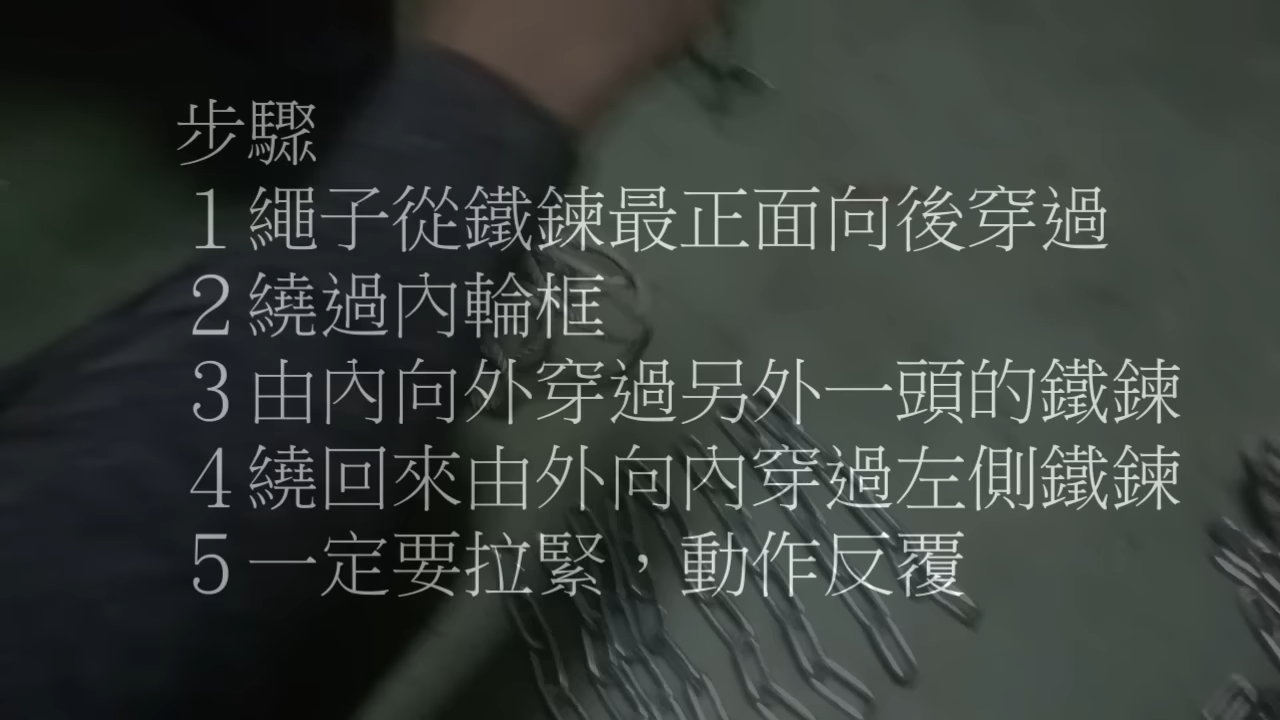 步驟
1繩子從鐵鍊最正面向後穿過
2繞過內輪框
3由內向外穿過另外一頭的鐵鍊
4繞回來由外向內穿過左側鐵鍊
5一定要拉緊，動作反覆